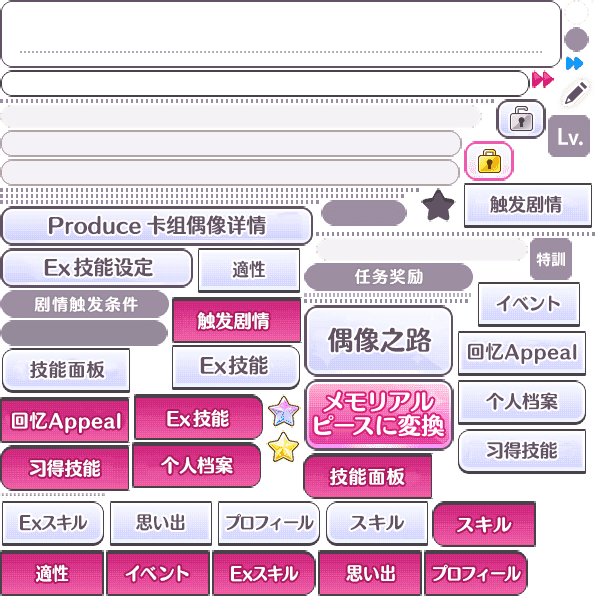 Lv.
触发剧情
Produce 卡组偶像详情
Ex技能设定
適性
任务奖励
特訓
剧情触发条件
触发剧情
イベント
偶像之路
回忆Appeal
技能面板
Ex技能
メモリアル
ピースに変換
个人档案
回忆Appeal
Ex技能
习得技能
习得技能
个人档案
技能面板
Exスキル
思い出
プロフィール
スキル
スキル
適性
イベント
Exスキル
思い出
プロフィール